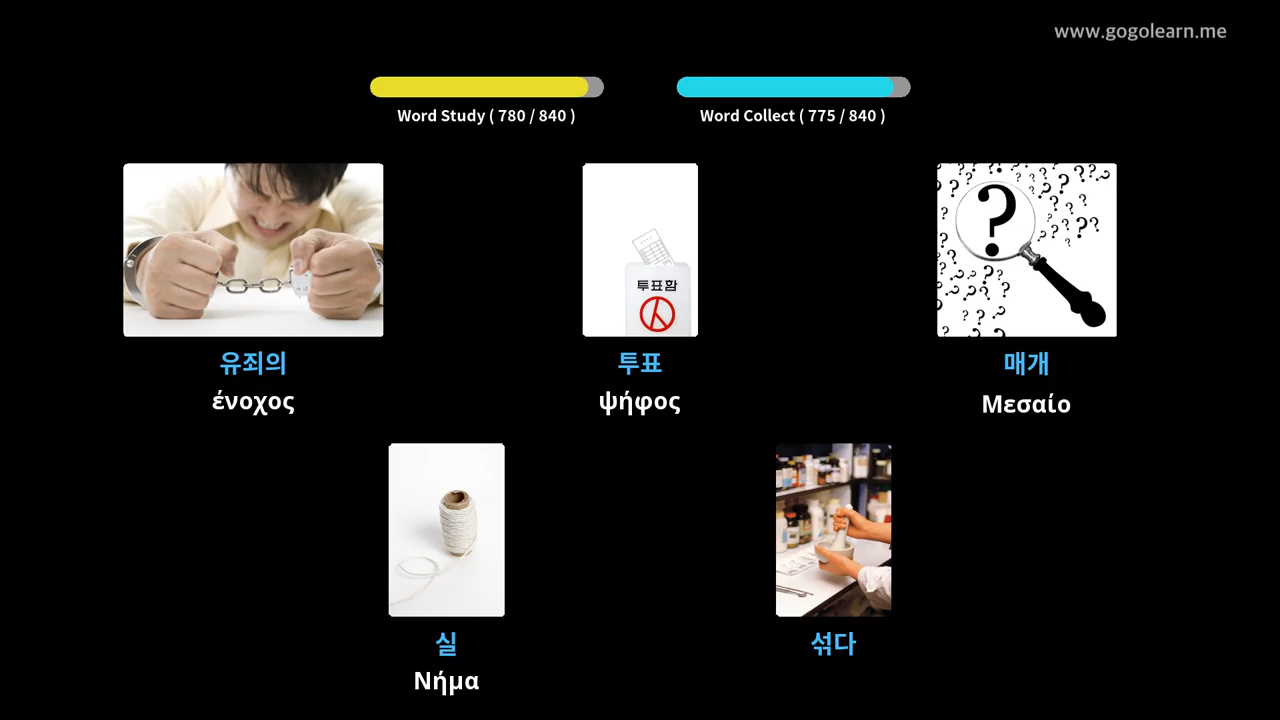 www.gogolearn.me
Word Study ( 780 / 840 )
Word Collect ( 775 / 840 )
투표함
유죄의
투표
매개
ένοχος
ψήφος
Μεσαίο
실
섞다
Νήμα